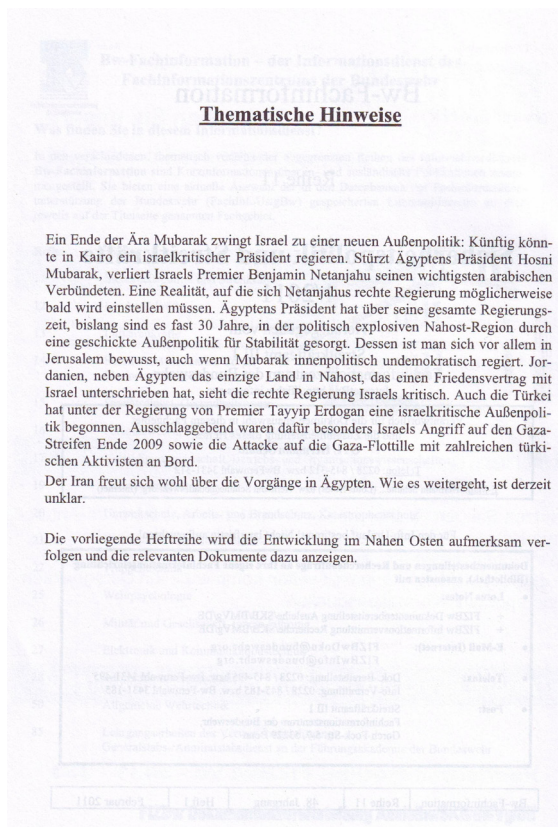 Thematische Hinweise
Ein Ende der Ära Mubarak zwingt Israel zu einer neuen Außenpolitik: Künftig könn-
te in Kairo ein israelkritischer Präsident regieren. Stürzt Ägyptens Präsident Hosni
Mubarak, verliert Israels Premier Benjamin Netanjahu seinen wichtigsten arabischen
Verbündeten. Eine Realität, auf die sich Netanjahus rechte Regierung möglicherweise
bald wird einstellen müssen. Ägyptens Präsident hat über seine gesamte Regierungs-
zeit, bislang sind es fast 30 Jahre, in der politisch explosiven Nahost-Region durch
eine geschickte Außenpolitik für Stabilität gesorgt. Dessen ist man sich vor allem in
Jerusalem bewusst, auch wenn Mubarak innenpolitisch undemokratisch regiert. Jor-
danien, neben Ägypten das einzige Land in Nahost, das einen Friedensvertrag mit
Israel unterschrieben hat, sieht die rechte Regierung Israels kritisch. Auch die Türkei
hat unter der Regierung von Premier Tayyip Erdogan eine israelkritische Außenpoli-
tik begonnen. Ausschlaggebend waren dafür besonders Israels Angriff auf den Gaza-
Streifen Ende 2009 sowie die Attacke auf die Gaza-Flottille mit zahlreichen türki-
schen Aktivisten an Bord.
Der Iran freut sich wohl über die Vorgänge in Ägypten. Wie es weitergeht, ist derzeit
unklar.
Die vorliegende Heftreihe wird die Entwicklung im Nahen Osten aufmerksam ver-
folgen und die relevanten Dokumente dazu anzeigen.